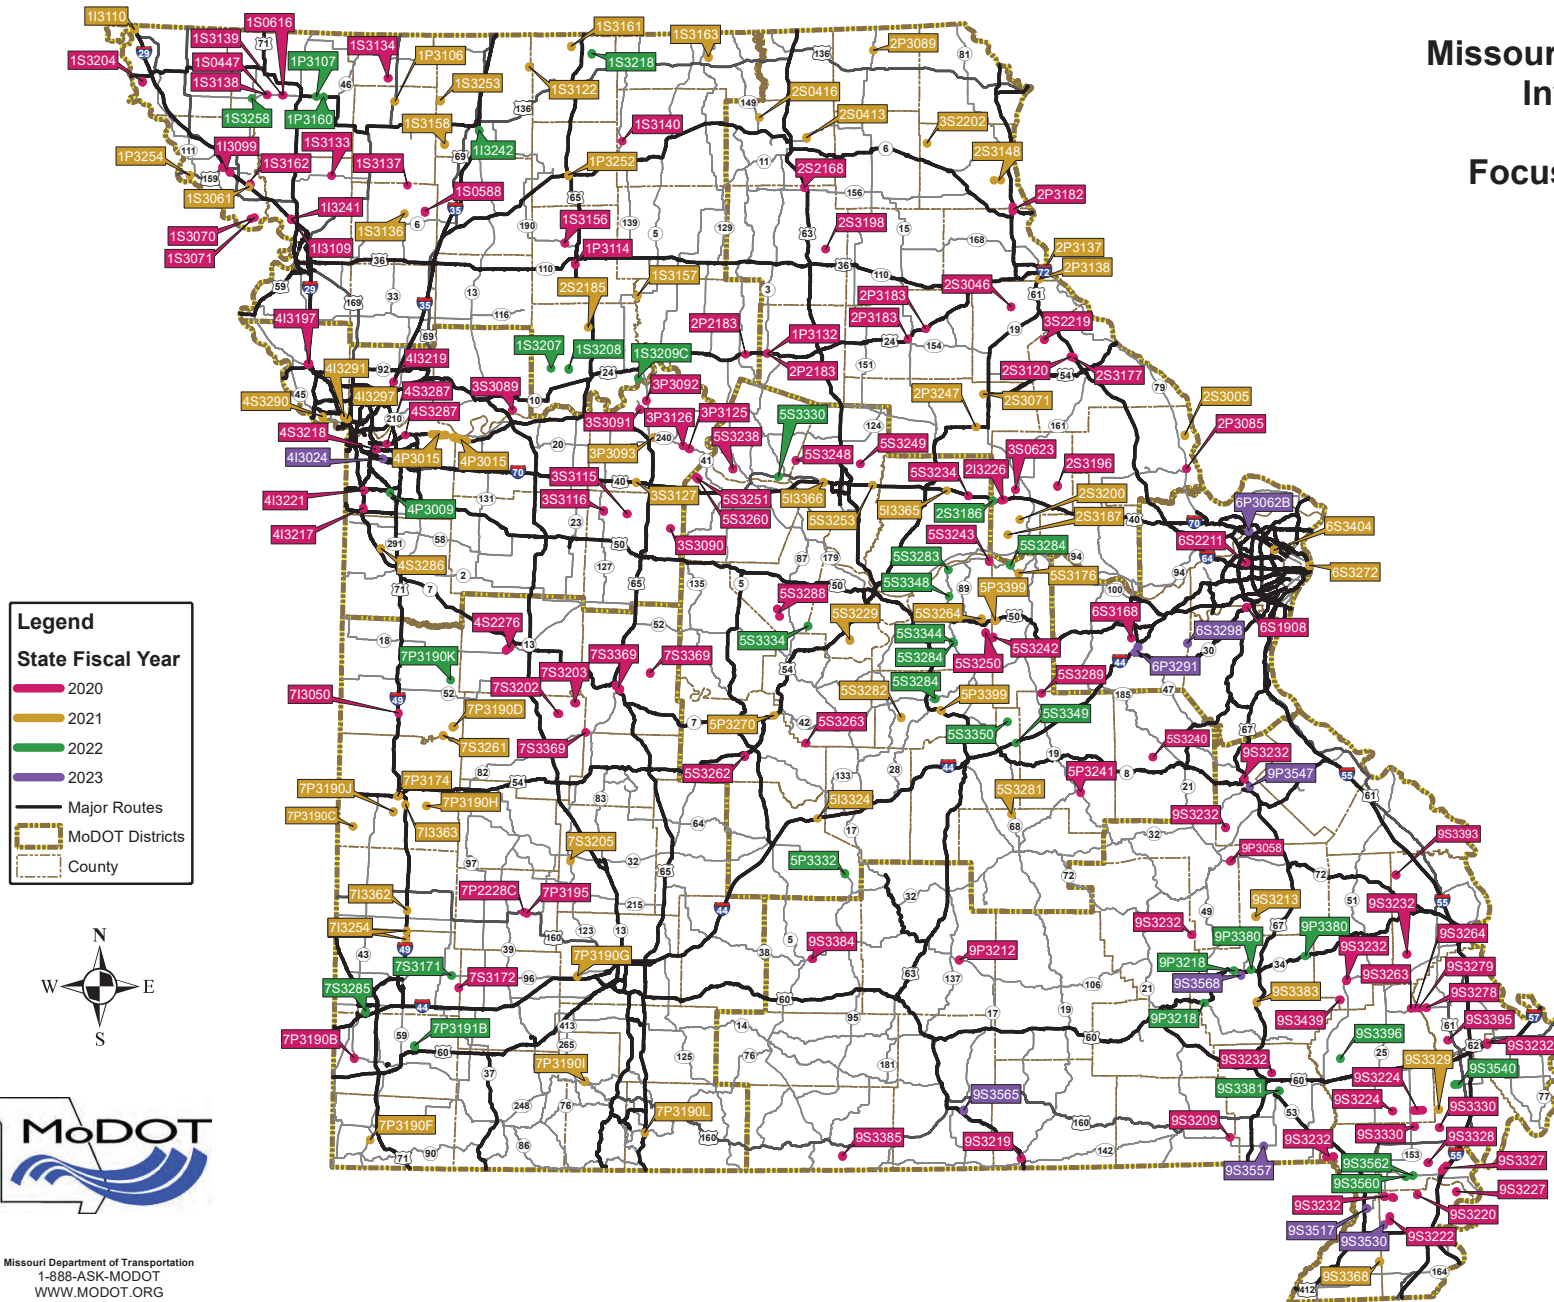 Missour
In
Focus
1I3110
1S0616
1S3139
1S3204
1S0447
1S3138
1P3107
1S3134
1P3106
1S3253
1S3161
1S3163
1S3218
1S3122
2P3089
1S3258
1P3160
1S3158
1I3242
1S3140
2S0416
2S0413
3S2202
1I3099
1S3133
1P3254
1S3162
1S3137
1P3252
2S2168
2S3148
1S3061
1I3241
1S0588
1S3136
1S3070
1S3071
1I3109
1S3156
1P3114
2S3198
2P3182
2P3137
2P3138
1S3157
2S2185
2P3183
2S3046
4I3197
2P2183
2P3183
1P3132
3S2219
1S3207
1S3208
1S3209C
2P2183
2S3120
2S3177
4I3219
4I3291
4S3290
4I3297
4S3287
3S3089
3P3092
2P3247
2S3071
2S3005
4S3287
3S3091
3P3126
3P3125
5S3330
2P3085
4S3218
4I3024
4P3015
4P3015
3P3093
5S3238
5S3248
5S3249
5S3234
2I3226
3S0623
2S3196
4I3221
4P3009
3S3115
3S3116
3S3127
5S3251
5S3260
5I3366
5S3253
5I3365
2S3186
2S3200
2S3187
6P3062B
6S3404
4I3217
3S3090
5S3243
5S3284
6S2211
4S3286
5S3283
5S3176
6S3272
5S3348
5P3399
5S3288
5S3229
5S3264
4S2276
5S3334
5S3344
5S3242
6S3168
6S1908
6S3298
7P3190K
7S3369
7S3369
5S3284
5S3250
6P3291
7S3203
7S3202
5S3282
5S3284
5S3289
7I3050
7P3190D
5P3399
5P3270
5S3263
5S3349
5S3350
7S3261
7S3369
5S3240
9S3232
5S3262
5P3241
9P3547
7P3174
7P3190J
7P3190H
7P3190C
7I3363
5I3324
5S3281
9S3232
7S3205
9S3393
5P3332
9P3058
7I3362
7P2228C
7P3195
9S3213
9S3232
7I3254
9S3232
9P3380
9P3380
9S3264
9S3384
9P3212
9S3232
7P3190G
7S3171
7S3172
9P3218
9S3568
9S3263
9S3279
7S3285
9S3383
9S3278
9P3218
9S3439
9S3395
7P3190B
7P3191B
9S3396
9S3232
9S3232
9S3329
9S3540
7P3190I
9S3224
9S3381
9S3565
9S3224
7P3190L
9S3209
9S3330
7P3190F
9S3385
9S3219
9S3232
9S3330
9S3328
9S3557
9S3562
9S3327
9S3560
9S3232
9S3227
9S3220
9S3517
9S3530
9S3222
9S3368
Legend
State Fiscal Year
2020
2021
2022
2023
Major Routes
MoDOT Districts
County
N
W E
S
MoDOT
Missouri Department of Transportation
1-888-ASK-MODOT
WWW.MODOT.ORG